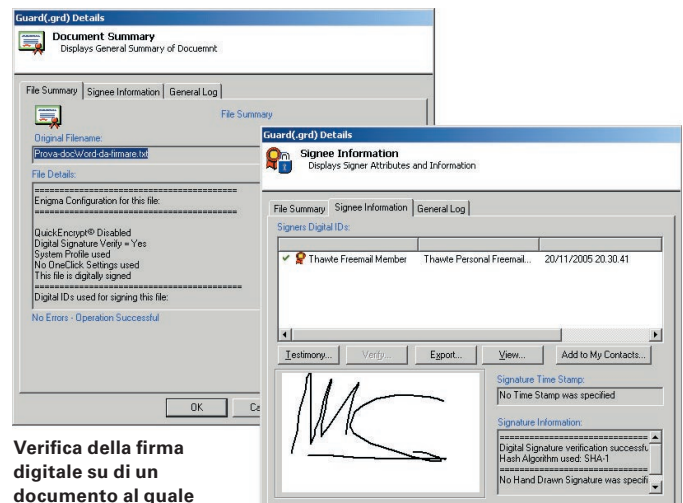 Guard(.grd) Details
Document Summary
Displays General Summary of Docuemnt
File Summary
Signee Information
General Log
File Summary
Original Filename:
Prova-docWord-da-firmare.txt
File Details:
========================================
Enigma Configuration for this file:
========================================
QuickEncrypt® Disabled
Digital Signature Verify = Yes
System Profile used
No OneClick Settings used
This file is digitally signed
========================================
Digital IDs used for signing this file:
No Errors - Operation Successful
OK
Guard(.grd) Details
Signee Information
Displays Signer Attributes and Information
File Summary
Signee Information
General Log
Signers Digital IDs:
Thawte Freemail Member
Thawte Personal Freemail...
20/11/2005 20.30.41
Testimony...
Verify...
Export...
View...
Add to My Contacts...
Signature Time Stamp:
No Time Stamp was specified
Signature Information:
================================
Digital Signature verification successfu
Hash Algorithm used: SHA-1
================================
No Hand Drawn Signature was specifi
Verifica della firma
digitale su di un
documento al quale